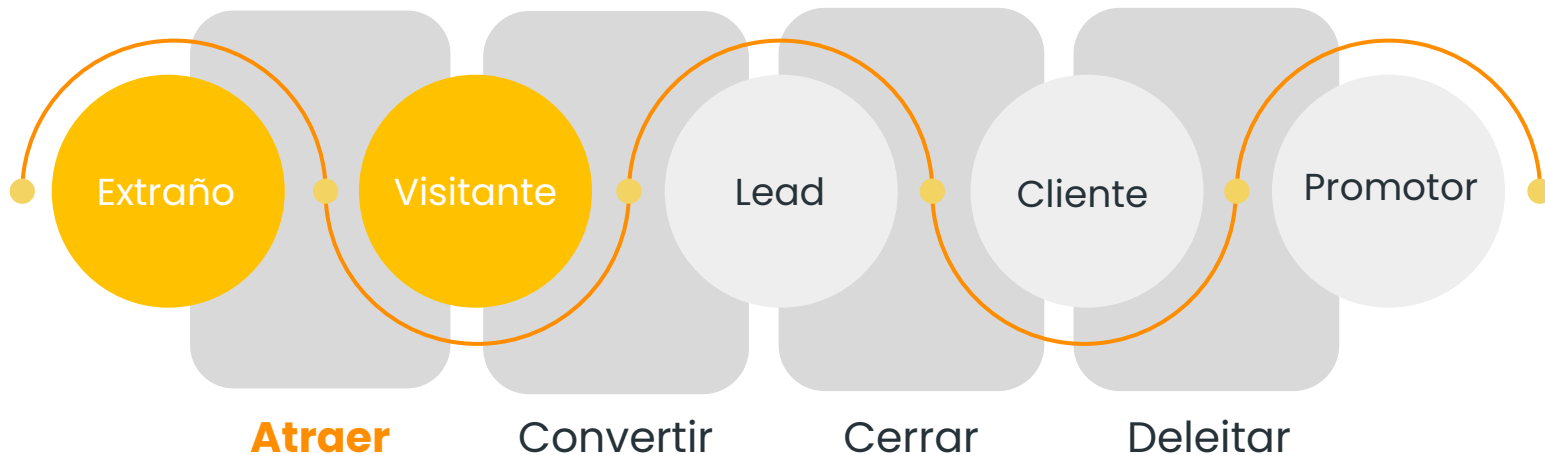 Extraño
Visitante
Lead
Cliente
Promotor
Atraer
Convertir
Cerrar
Deleitar